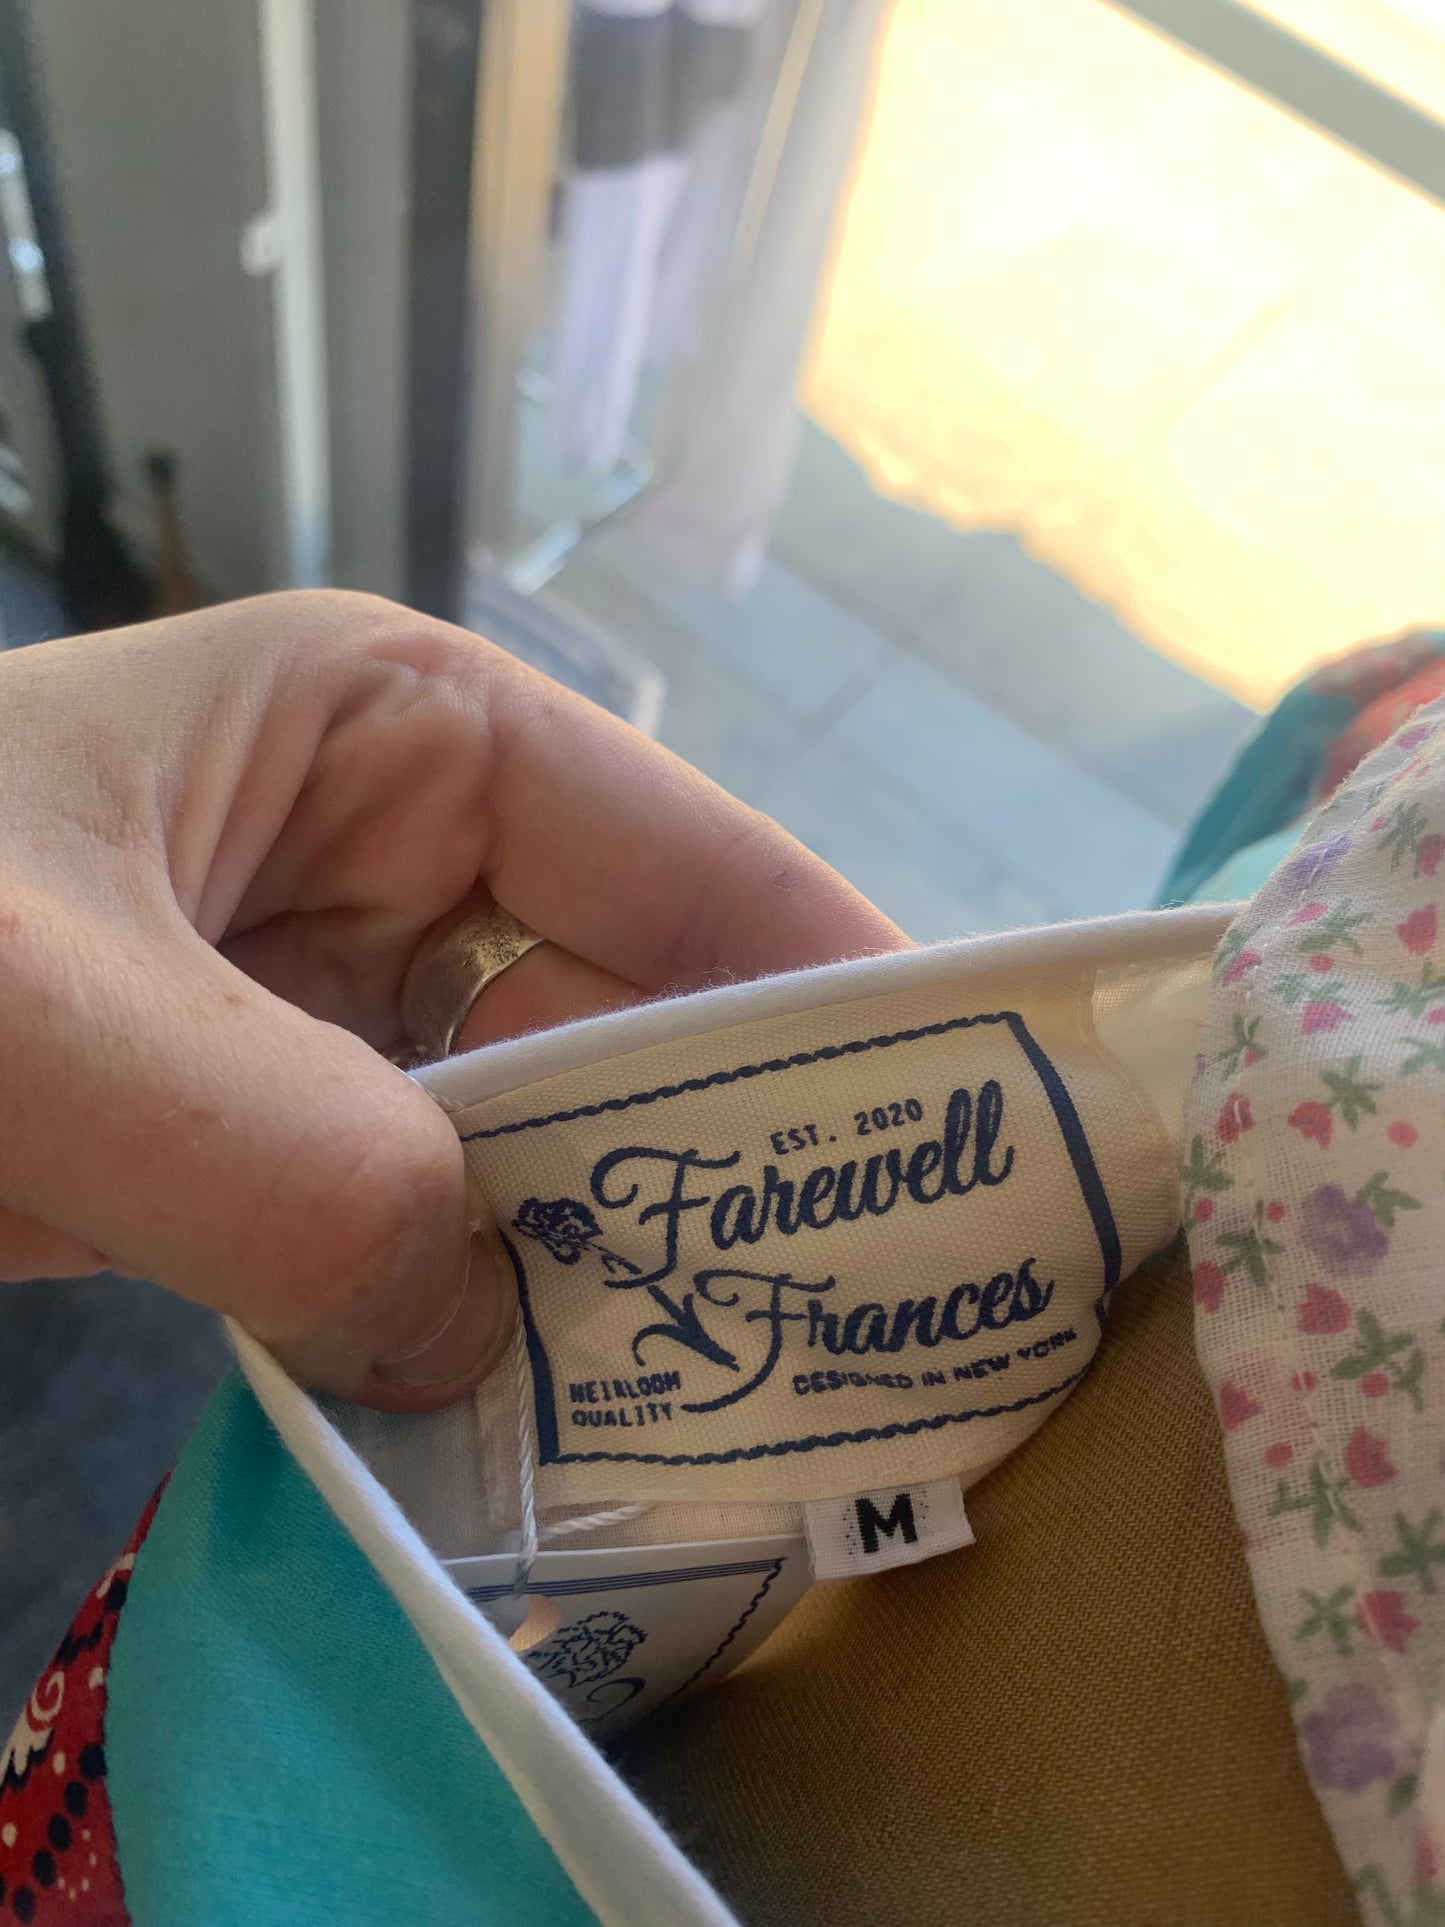 EST. 2020
Farewell
Frances
DESIGNED IN NEW YORK
HEIRLOOM
QUALITY
M